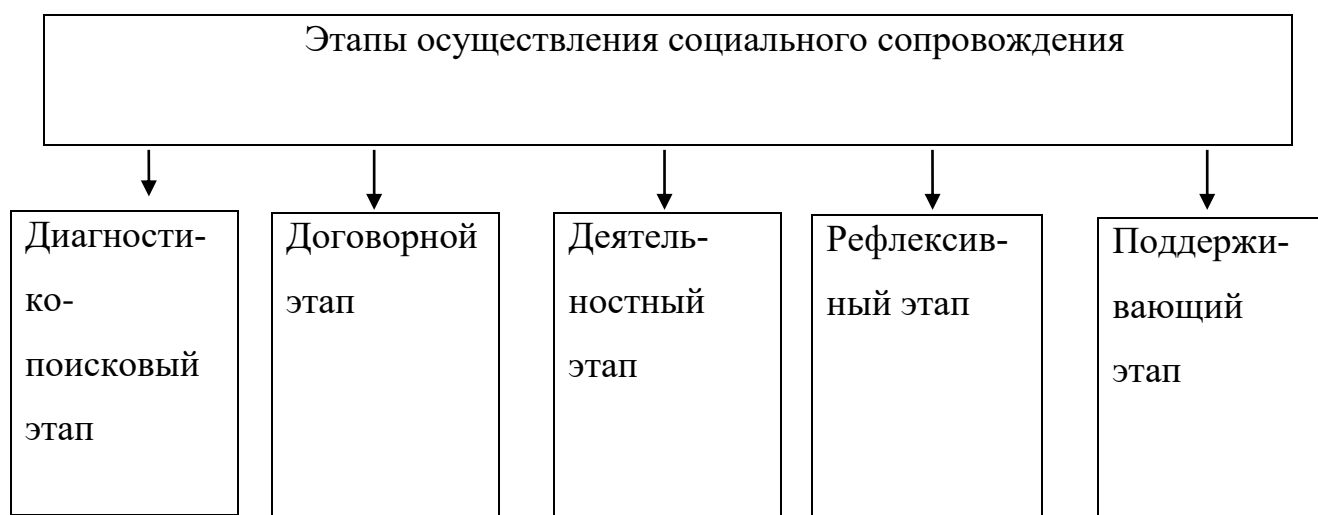 Этапы осуществления социального сопровождения
Диагности-
ко-
поисковый
этап
Договорной
этап
Деятель-
ностный
этап
Рефлексив-
ный этап
Поддержи-
вающий
этап